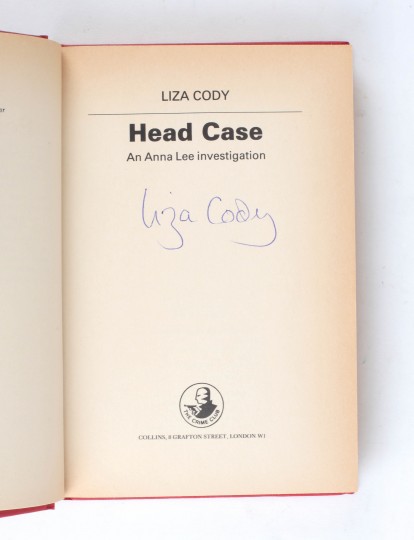 LIZA CODY
Head Case
An Anna Lee investigation
Liza Cody
THE CRIME CLUB
COLLINS, 8 GRAFTON STREET, LONDON W1